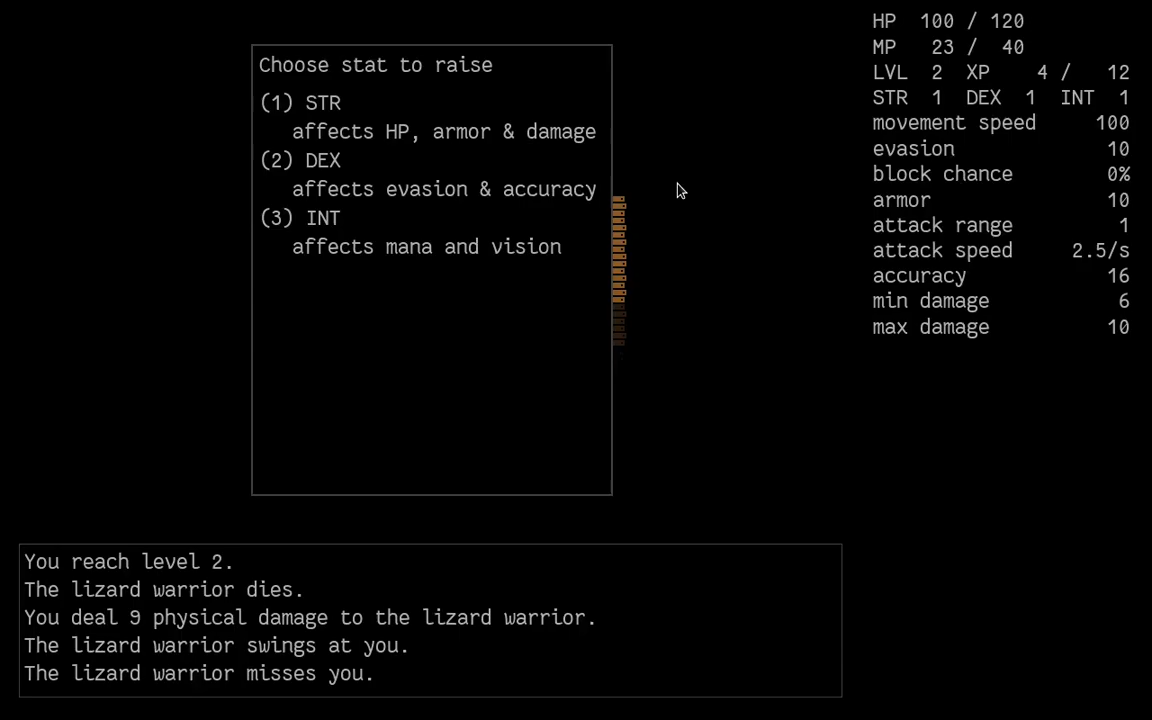 Choose stat to raise
(1) STR
affects HP, armor & damage
(2) DEX
affects evasion & accuracy
(3) INT
affects mana and vision
HP 100 / 120
MP 23 / 40
LVL 2 XP 4 / 12
STR 1 DEX 1 INT 1
movement speed 100
evasion 10
block chance 0%
armor 10
attack range 1
attack speed 2.5/s
accuracy 16
min damage 6
max damage 10
You reach level 2.
The lizard warrior dies.
You deal 9 physical damage to the lizard warrior.
The lizard warrior swings at you.
The lizard warrior misses you.